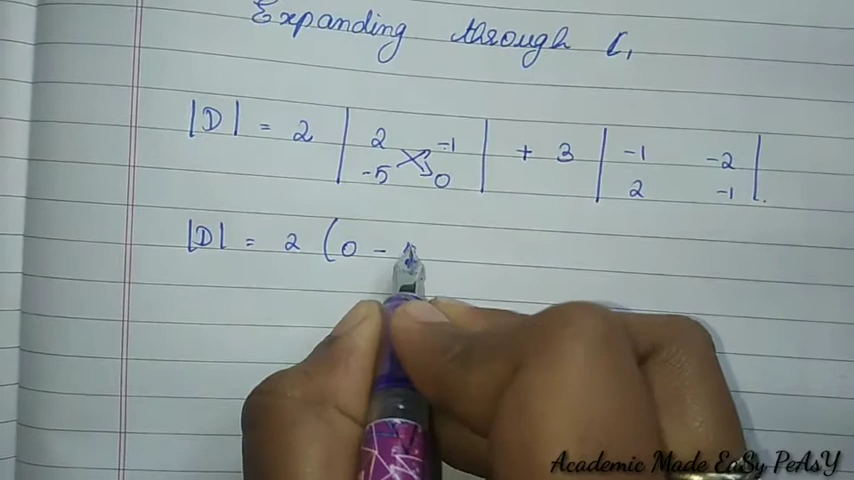 Expanding through C₁
|D| = 2 | 2 -1 | + 3 | -1 -2 |
-5 0 2 -1 .
|D| = 2 ( 0 -
Academic Made EaSy PeAsY